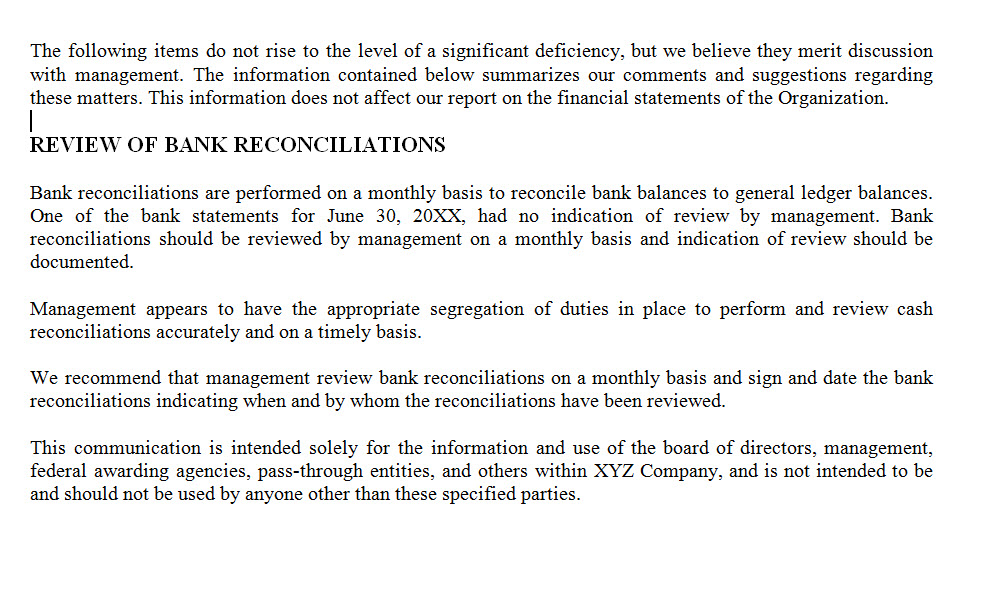 The following items do not rise to the level of a significant deficiency, but we believe they merit discussion
with management. The information contained below summarizes our comments and suggestions regarding
these matters. This information does not affect our report on the financial statements of the Organization.
REVIEW OF BANK RECONCILIATIONS
Bank reconciliations are performed on a monthly basis to reconcile bank balances to general ledger balances.
One of the bank statements for June 30, 20XX, had no indication of review by management. Bank
reconciliations should be reviewed by management on a monthly basis and indication of review should be
documented.
Management appears to have the appropriate segregation of duties in place to perform and review cash
reconciliations accurately and on a timely basis.
We recommend that management review bank reconciliations on a monthly basis and sign and date the bank
reconciliations indicating when and by whom the reconciliations have been reviewed.
This communication is intended solely for the information and use of the board of directors, management,
federal awarding agencies, pass-through entities, and others within XYZ Company, and is not intended to be
and should not be used by anyone other than these specified parties.